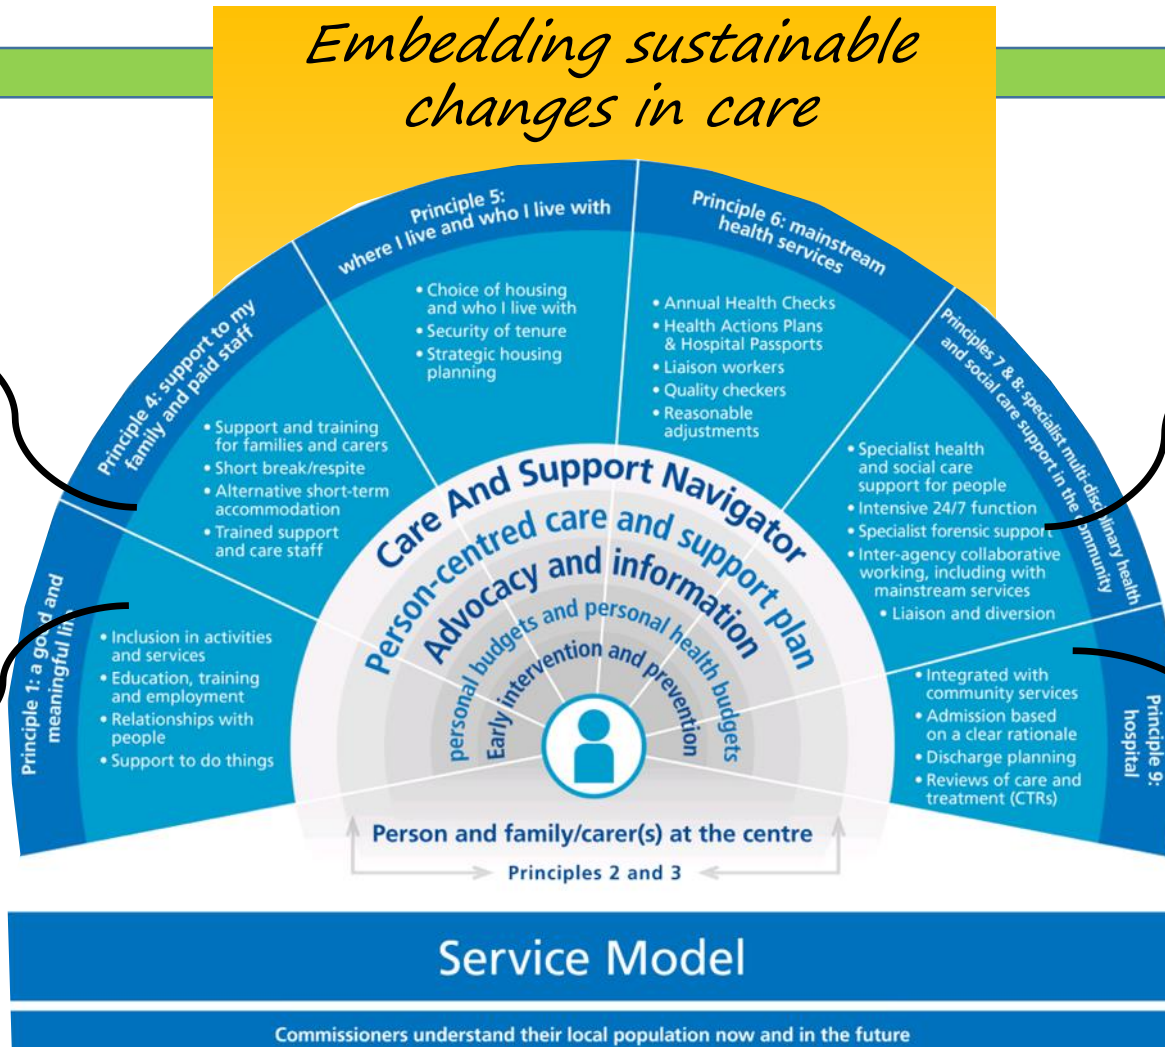 Embedding sustainable
changes in care
Principle 1: a good and
meaningful life
• Inclusion in activities
and services
• Education, training
and employment
• Relationships with
people
• Support to do things
Principle 4: support to my
family and paid staff
• Support and training
for families and carers
• Short break/respite
• Alternative short-term
accommodation
• Trained support
and care staff
Principle 5:
where I live and who I live with
• Choice of housing
and who I live with
• Security of tenure
• Strategic housing
planning
Principle 6: mainstream
health services
• Annual Health Checks
• Health Actions Plans
& Hospital Passports
• Liaison workers
• Quality checkers
• Reasonable
adjustments
Principles 7 & 8: specialist multi-disciplinary health
and social care support in the community
• Specialist health
and social care
support for people
• Intensive 24/7 function
• Specialist forensic support
• Inter-agency collaborative
working, including with
mainstream services
• Liaison and diversion
Principle 9:
hospital
• Integrated with
community services
• Admission based
on a clear rationale
• Discharge planning
• Reviews of care and
treatment (CTRs)
Care And Support Navigator
Person-centred care and support plan
Advocacy and information
personal budgets and personal health budgets
Early intervention and prevention
Person and family/carer(s) at the centre
Principles 2 and 3
Service Model
Commissioners understand their local population now and in the future